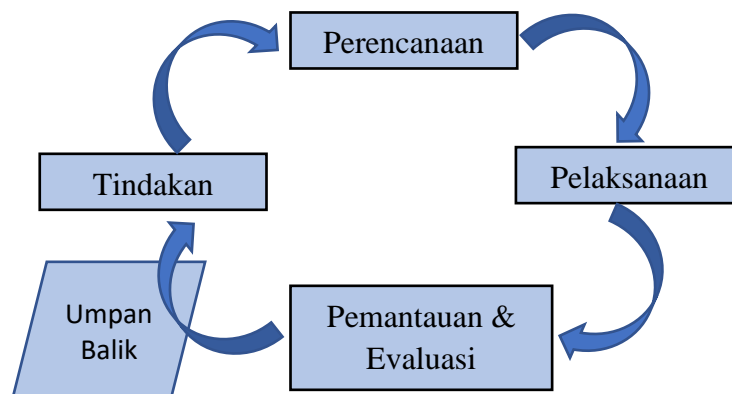 Perencanaan
Tindakan
Pelaksanaan
Umpan
Balik
Pemantauan &
Evaluasi